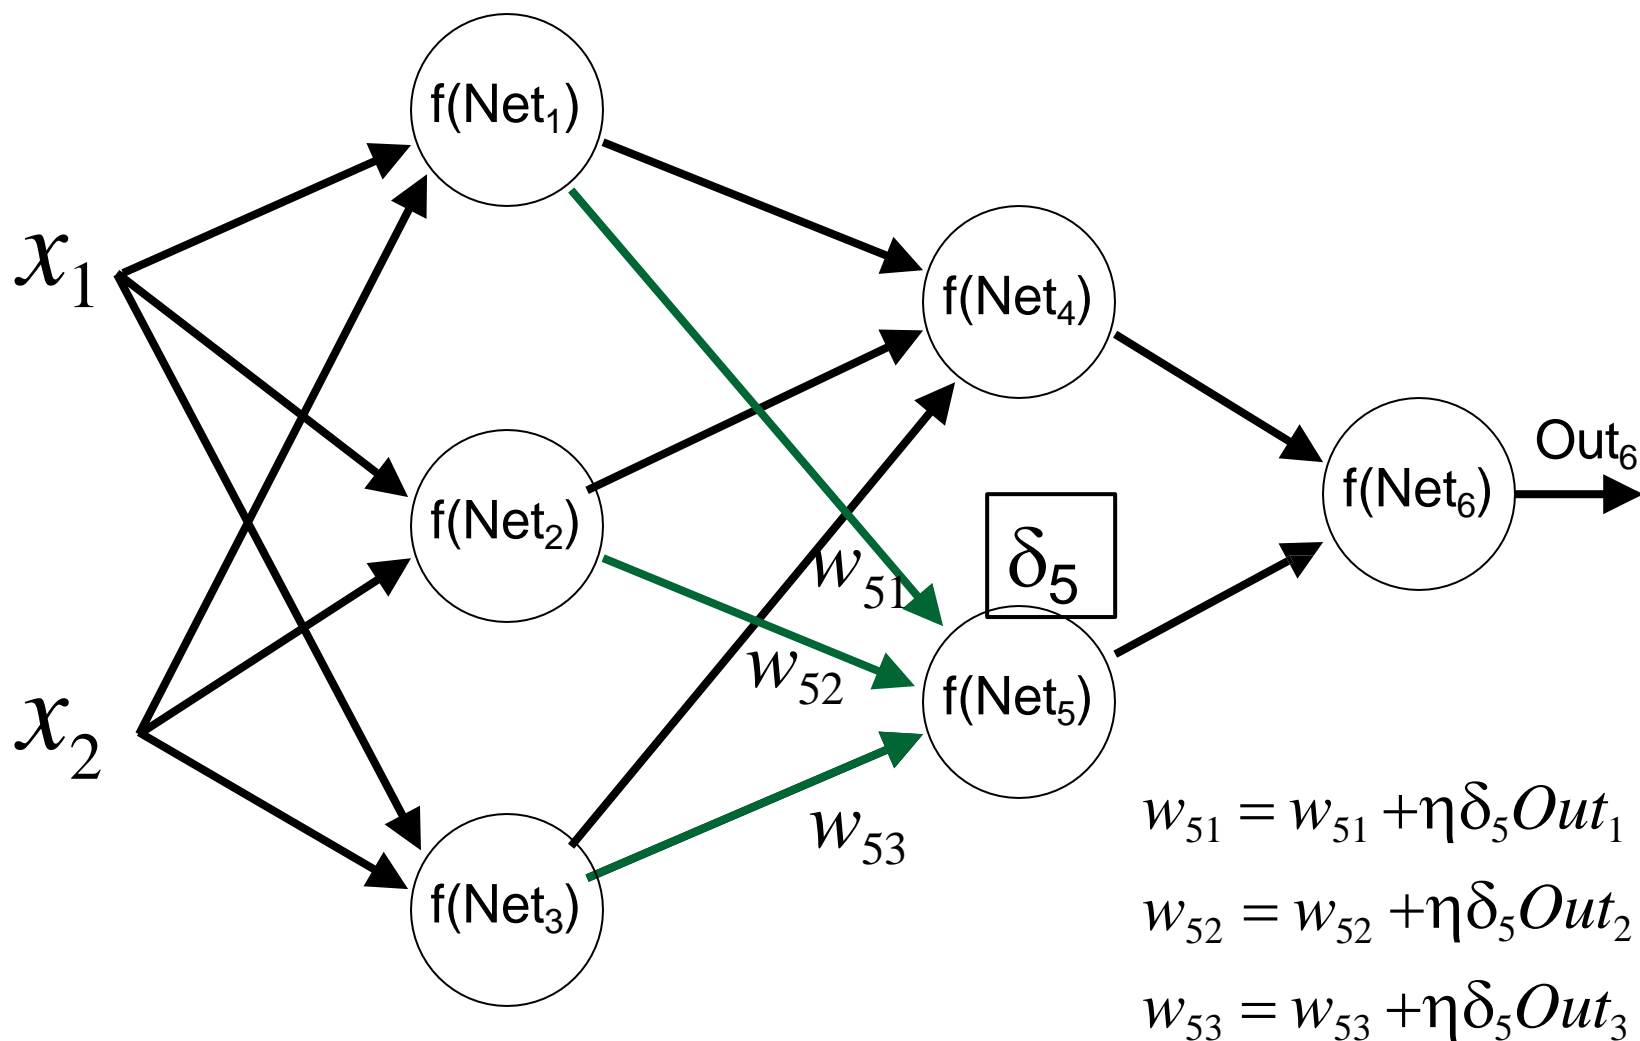 f(Net₁)
x₁
f(Net₄)
Out₆
f(Net₆)
f(Net₂)
δ₅
w₅₁
w₅₂
f(Net₅)
x₂
w₅₃
f(Net₃)
w₅₁ = w₅₁ +ηδ₅Out₁
w₅₂ = w₅₂ +ηδ₅Out₂
w₅₃ = w₅₃ +ηδ₅Out₃